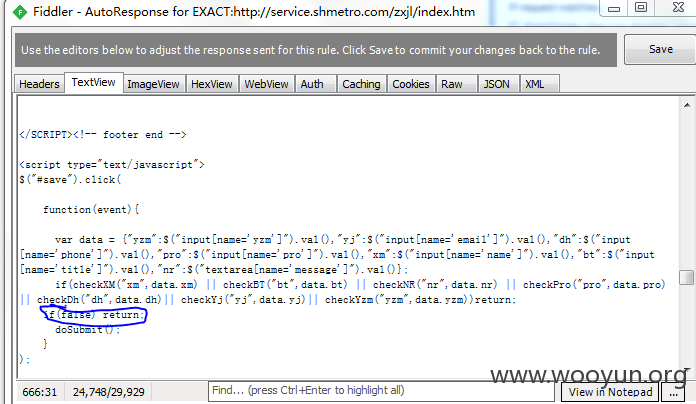 Fiddler - AutoResponse for EXACT:http://service.shmetro.com/zxjl/index.htm
Use the editors below to adjust the response sent for this rule. Click Save to commit your changes back to the rule.
Save
Headers TextView ImageView HexView WebView Auth Caching Cookies Raw JSON XML
</SCRIPT><!-- footer end -->
<script type="text/javascript">
$("#save").click(
function(event){
var data = {"yzm":$("input[name='yzm']").val(),"yj":$("input[name='email']").val(),"dh":$("input
[name='phone']").val(),"pro":$("input[name='pro']").val(),"xm":$("input[name='name']").val(),"bt":$("input
[name='title']").val(),"nr":$("textarea[name='message']").val()};
if(checkXM("xm",data.xm) || checkBT("bt",data.bt) || checkNR("nr",data.nr) || checkPro("pro",data.pro)
|| checkDh("dh",data.dh)|| checkYj("yj",data.yj)|| checkYzm("yzm",data.yzm))return;
if(false) return;
doSubmit();
}
);
www.wooyun.org
666:31 24,748/29,929 Find... (press Ctrl+Enter to highlight all) View in Notepad ...